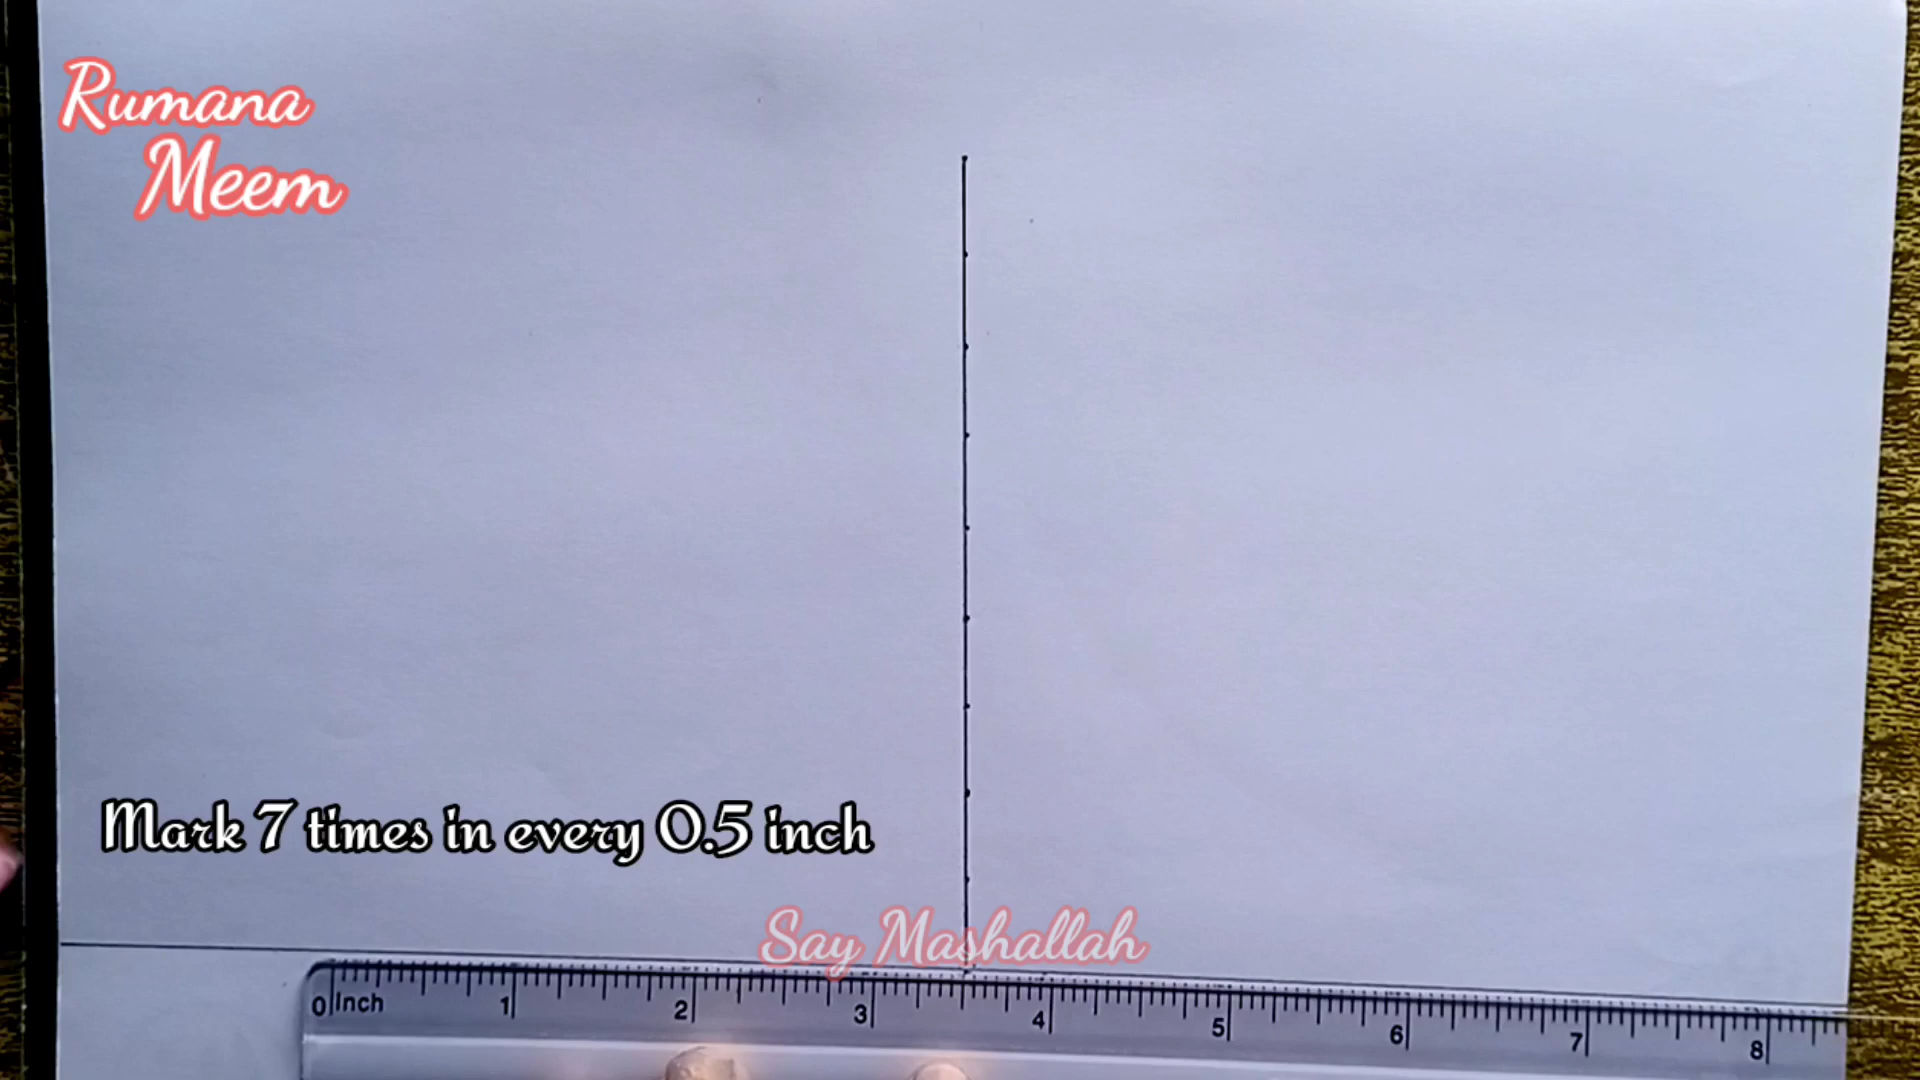 Rumana
Meem
Mark 7 times in every 0.5 inch
Say Mashallah
0 Inch 1 2 3 4 5 6 7 8